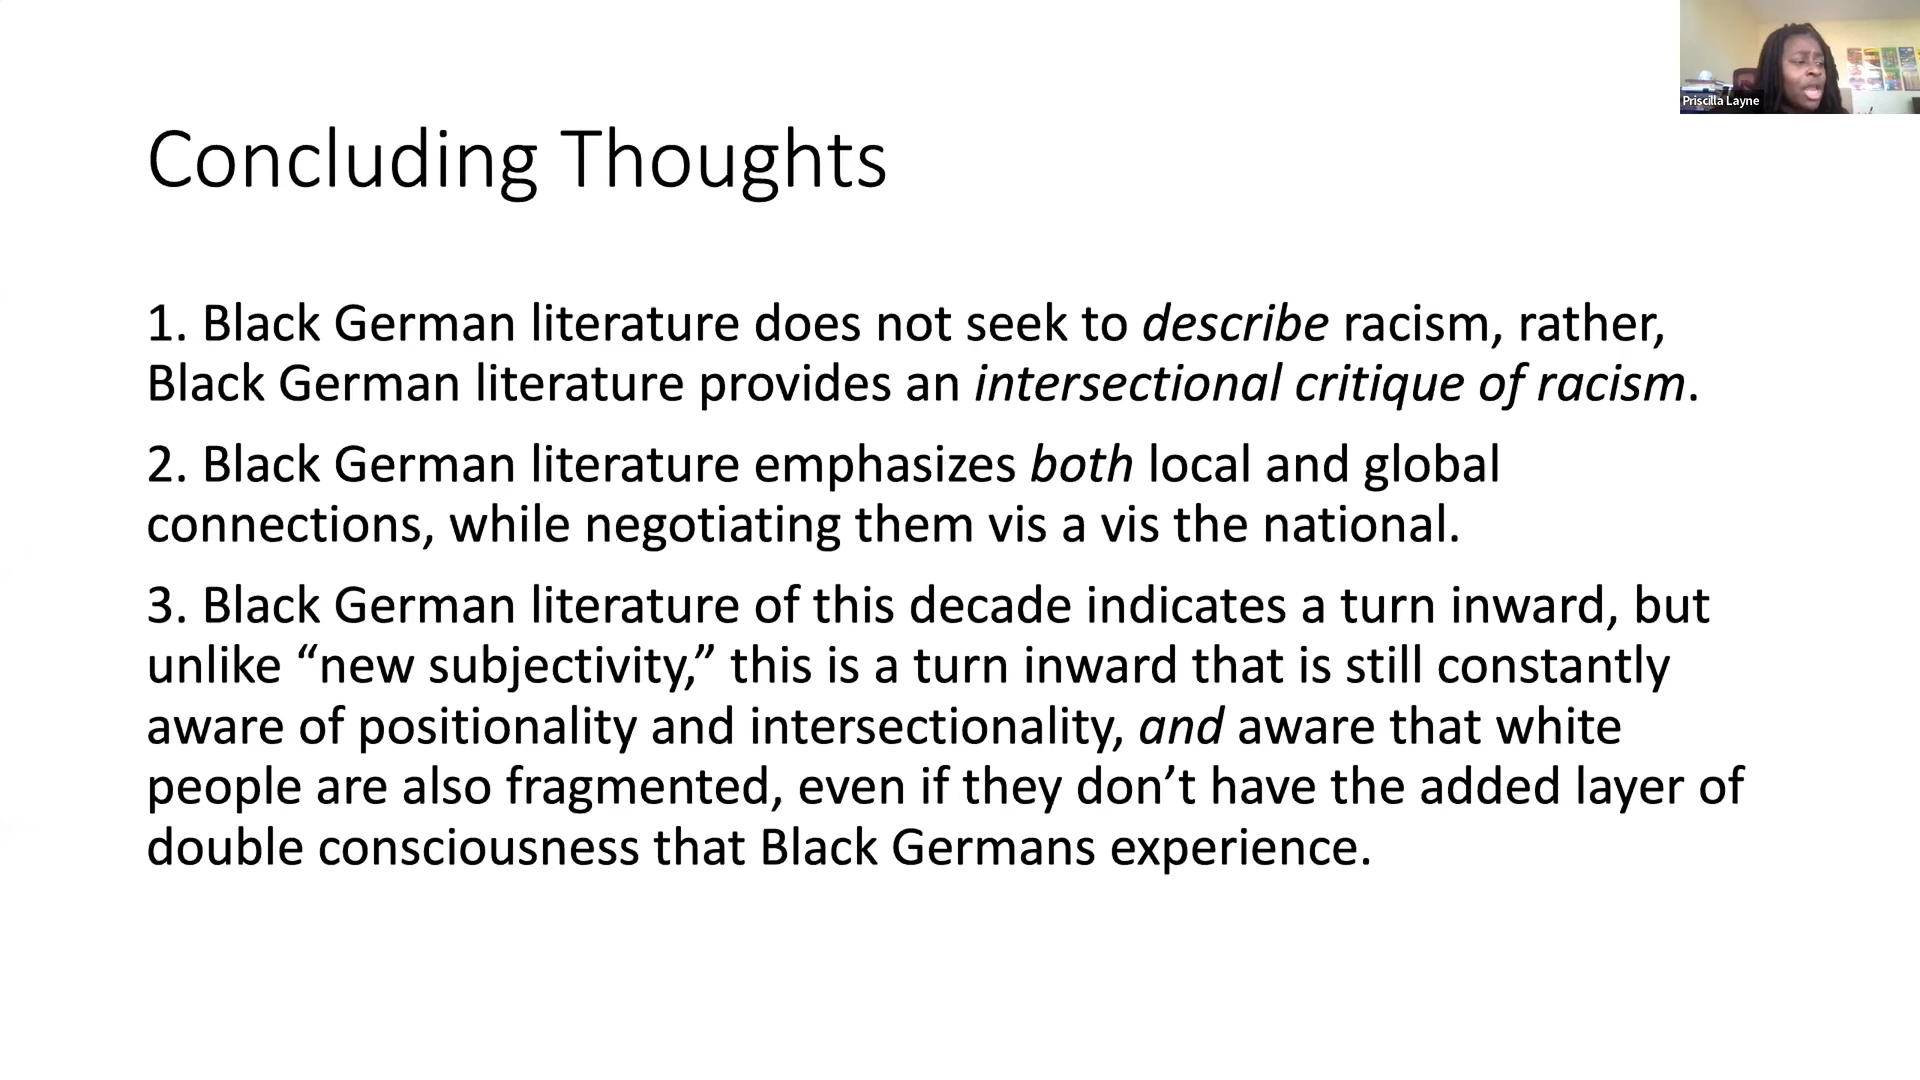 Priscilla Layne
Concluding Thoughts
1. Black German literature does not seek to describe racism, rather,
Black German literature provides an intersectional critique of racism.
2. Black German literature emphasizes both local and global
connections, while negotiating them vis a vis the national.
3. Black German literature of this decade indicates a turn inward, but
unlike “new subjectivity,” this is a turn inward that is still constantly
aware of positionality and intersectionality, and aware that white
people are also fragmented, even if they don’t have the added layer of
double consciousness that Black Germans experience.